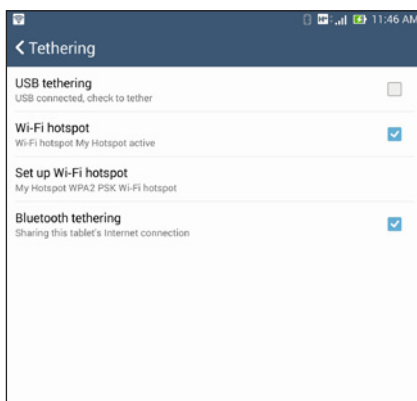 11:46 AM
Tethering
USB tethering
USB connected, check to tether
Wi-Fi hotspot
Wi-Fi hotspot My Hotspot active
Set up Wi-Fi hotspot
My Hotspot WPA2 PSK Wi-Fi hotspot
Bluetooth tethering
Sharing this tablet's Internet connection